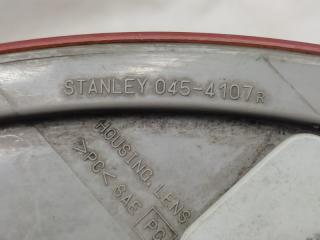 STANLEY 045-4107R
HOUSING. LENS
>PC< SAE PC